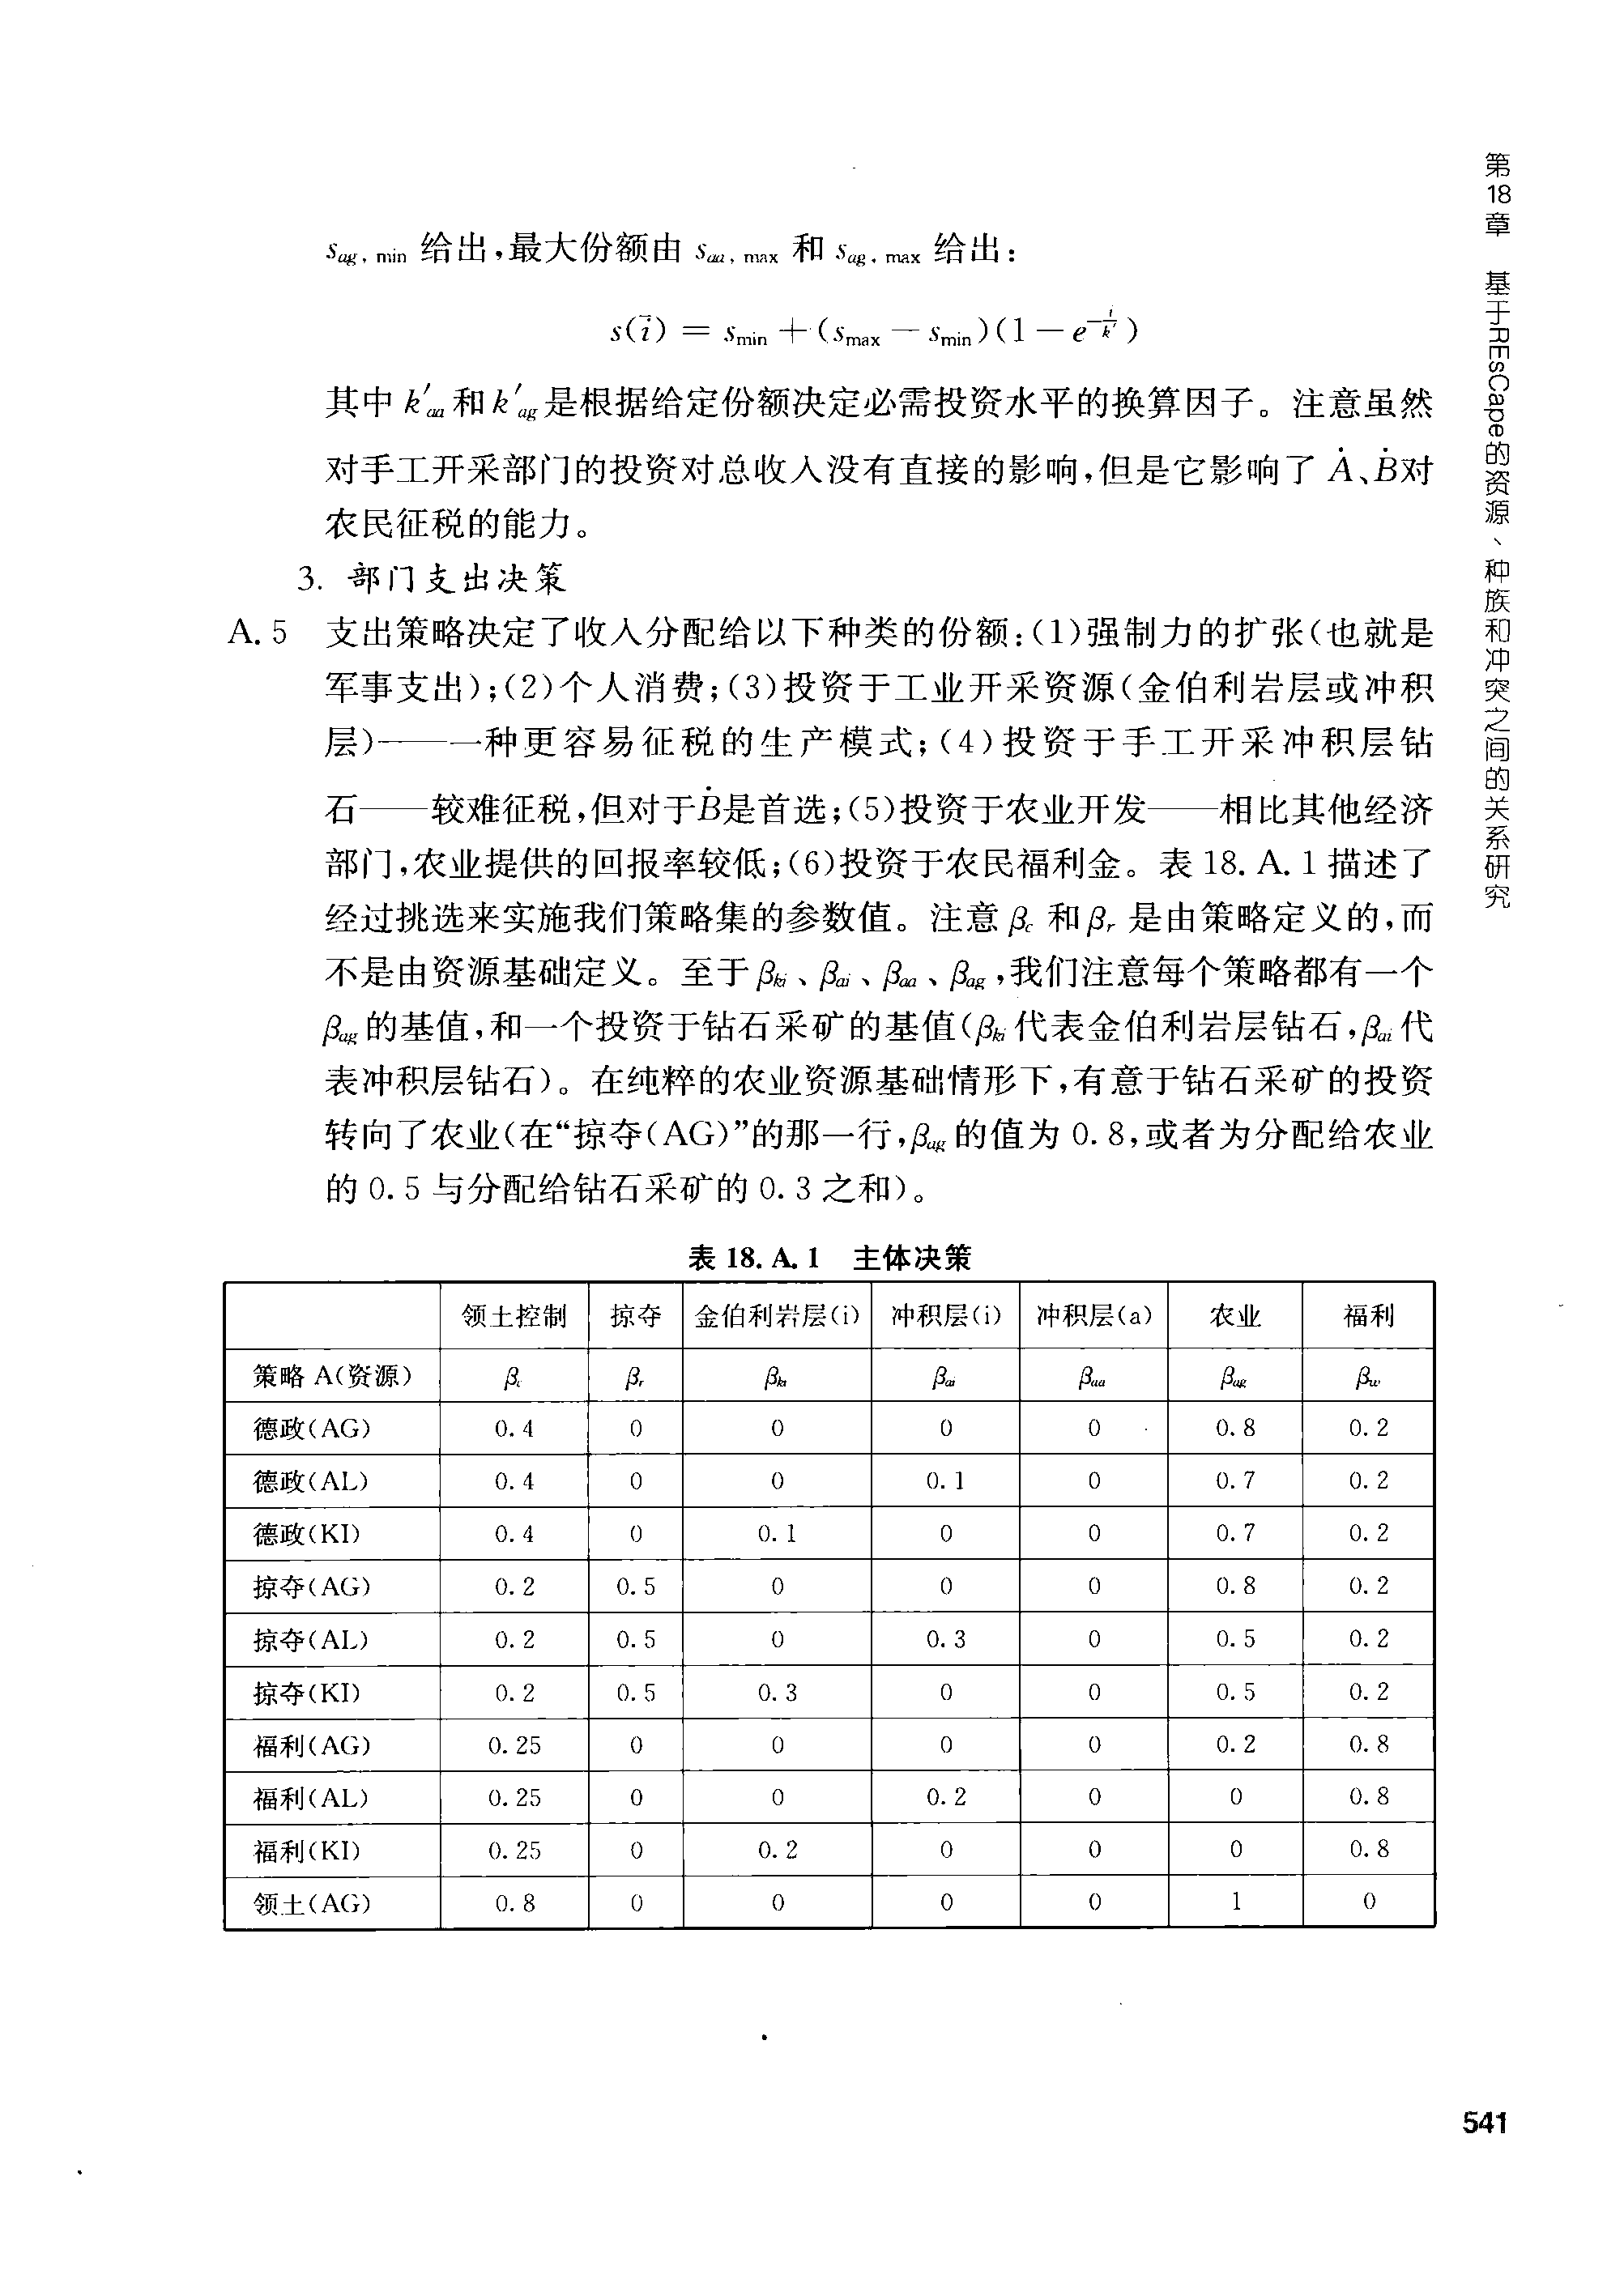 s_{ag, min} 给出，最大份额由 s_{aa, max} 和 s_{ag, max} 给出：
s(ī) = s_{min} + (s_{max} − s_{min})(1 − e^{−i/k′})
其中 k′_{aa} 和 k′_{ag} 是根据给定份额决定必需投资水平的换算因子。注意虽然
对手工开采部门的投资对总收入没有直接的影响，但是它影响了 Ȧ、Ḃ对
农民征税的能力。
3. 部门支出决策
A. 5 支出策略决定了收入分配给以下种类的份额：(1)强制力的扩张(也就是
军事支出)；(2)个人消费；(3)投资于工业开采资源(金伯利岩层或冲积
层)——一种更容易征税的生产模式；(4)投资于手工开采冲积层钻
石——较难征税，但对于Ḃ是首选；(5)投资于农业开发——相比其他经济
部门，农业提供的回报率较低；(6)投资于农民福利金。表 18. A. 1 描述了
经过挑选来实施我们策略集的参数值。注意 β_c 和 β_r 是由策略定义的，而
不是由资源基础定义。至于 β_{ki}、β_{ai}、β_{aa}、β_{ag}，我们注意每个策略都有一个
β_{ag} 的基值，和一个投资于钻石采矿的基值(β_{ki} 代表金伯利岩层钻石，β_{ai} 代
表冲积层钻石)。在纯粹的农业资源基础情形下，有意于钻石采矿的投资
转向了农业(在“掠夺(AG)”的那一行，β_{ag} 的值为 0. 8，或者为分配给农业
的 0. 5 与分配给钻石采矿的 0. 3 之和)。
表 18. A. 1 主体决策
领土控制 掠夺 金伯利岩层(i) 冲积层(i) 冲积层(a) 农业 福利
策略 A(资源) β_c β_r β_{ki} β_{ai} β_{aa} β_{ag} β_w
德政(AG) 0. 4 0 0 0 0 0. 8 0. 2
德政(AL) 0. 4 0 0 0. 1 0 0. 7 0. 2
德政(KI) 0. 4 0 0. 1 0 0 0. 7 0. 2
掠夺(AG) 0. 2 0. 5 0 0 0 0. 8 0. 2
掠夺(AL) 0. 2 0. 5 0 0. 3 0 0. 5 0. 2
掠夺(KI) 0. 2 0. 5 0. 3 0 0 0. 5 0. 2
福利(AG) 0. 25 0 0 0 0 0. 2 0. 8
福利(AL) 0. 25 0 0 0. 2 0 0 0. 8
福利(KI) 0. 25 0 0. 2 0 0 0 0. 8
领土(AG) 0. 8 0 0 0 0 1 0
第18章 基于REsCape的资源、种族和冲突之间的关系研究
541